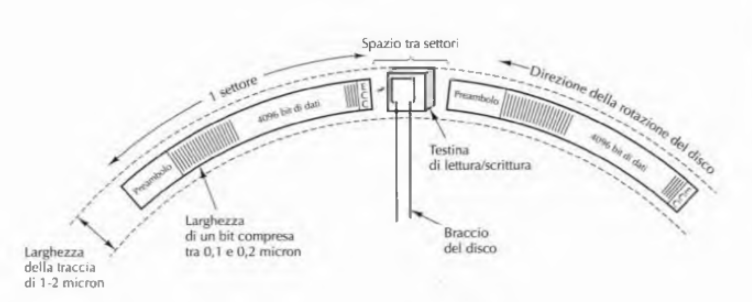 Spazio tra settori
1 settore
Direzione della rotazione del disco
Preambolo
4096 bit di dati
ECC
Preambolo
4096 bit di dati
ECC
Testina
di lettura/scrittura
Larghezza
di un bit compresa
tra 0,1 e 0,2 micron
Braccio
del disco
Larghezza
della traccia
di 1-2 micron